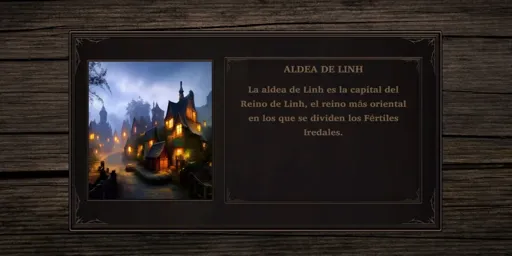 ALDEA DE LINH
La aldea de Linh es la capital del
Reino de Linh, el reino más oriental
en los que se dividen los Fértiles
Iredales.